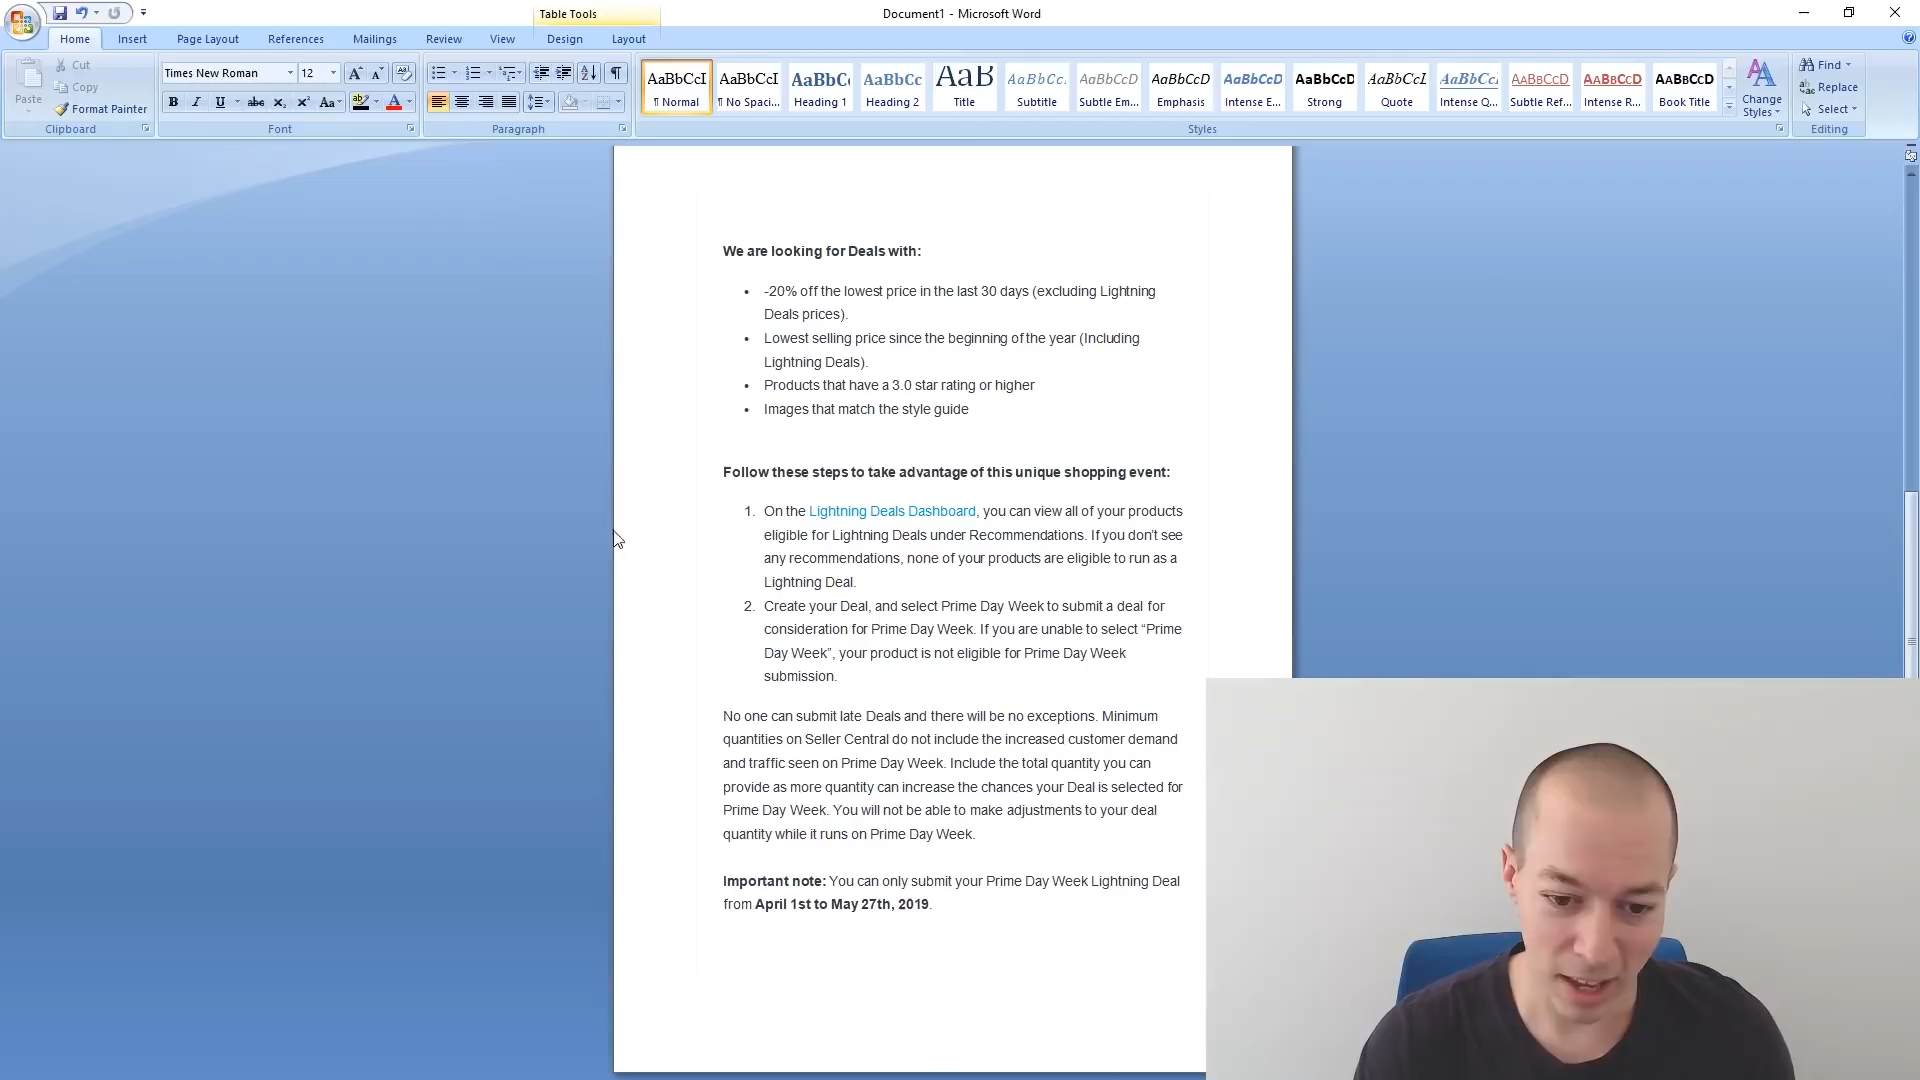 Table Tools
Document1 - Microsoft Word
Home
Insert
Page Layout
References
Mailings
Review
View
Design
Layout
Paste
Cut
Copy
Format Painter
Clipboard
Times New Roman
12
Font
Paragraph
AaBbCcI
¶ Normal
AaBbCcI
¶ No Spaci...
AaBbC
Heading 1
AaBbCc
Heading 2
AaB
Title
AaBbCc.
Subtitle
AaBbCcD
Subtle Em...
AaBbCcD
Emphasis
AaBbCcD
Intense E...
AaBbCcD
Strong
AaBbCcL
Quote
AaBbCc.
Intense Q...
AaBbCcD
Subtle Ref...
AaBbCcD
Intense R...
AaBbCcD
Book Title
Change
Styles
Styles
Find
Replace
Select
Editing
We are looking for Deals with:
• -20% off the lowest price in the last 30 days (excluding Lightning
Deals prices).
• Lowest selling price since the beginning of the year (Including
Lightning Deals).
• Products that have a 3.0 star rating or higher
• Images that match the style guide
Follow these steps to take advantage of this unique shopping event:
1. On the Lightning Deals Dashboard, you can view all of your products
eligible for Lightning Deals under Recommendations. If you don't see
any recommendations, none of your products are eligible to run as a
Lightning Deal.
2. Create your Deal, and select Prime Day Week to submit a deal for
consideration for Prime Day Week. If you are unable to select “Prime
Day Week”, your product is not eligible for Prime Day Week
submission.
No one can submit late Deals and there will be no exceptions. Minimum
quantities on Seller Central do not include the increased customer demand
and traffic seen on Prime Day Week. Include the total quantity you can
provide as more quantity can increase the chances your Deal is selected for
Prime Day Week. You will not be able to make adjustments to your deal
quantity while it runs on Prime Day Week.
Important note: You can only submit your Prime Day Week Lightning Deal
from April 1st to May 27th, 2019.